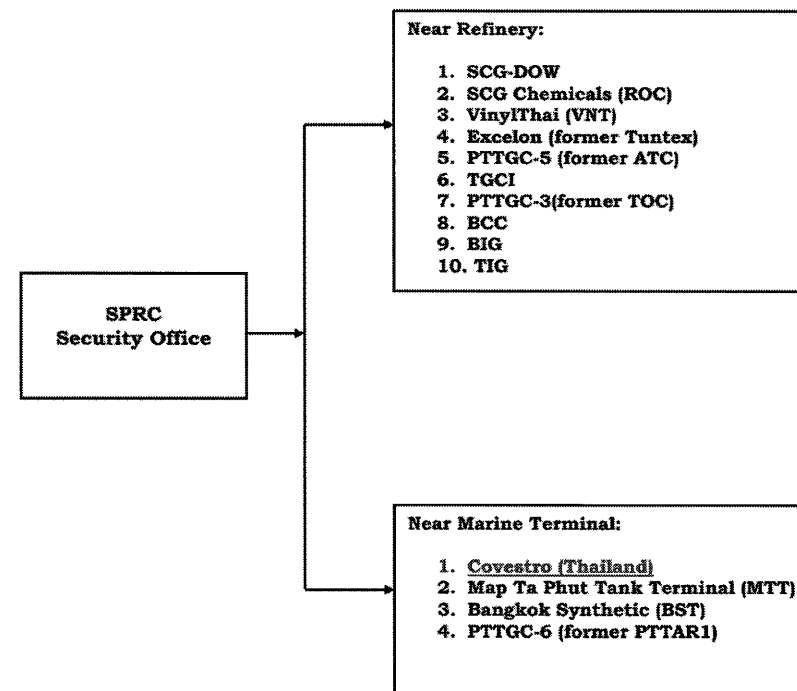 Near Refinery:
1. SCG-DOW
2. SCG Chemicals (ROC)
3. VinylThai (VNT)
4. Excelon (former Tuntex)
5. PTTGC-5 (former ATC)
6. TGCI
7. PTTGC-3(former TOC)
8. BCC
9. BIG
10. TIG
SPRC
Security Office
Near Marine Terminal:
1. Covestro (Thailand)
2. Map Ta Phut Tank Terminal (MTT)
3. Bangkok Synthetic (BST)
4. PTTGC-6 (former PTTAR1)